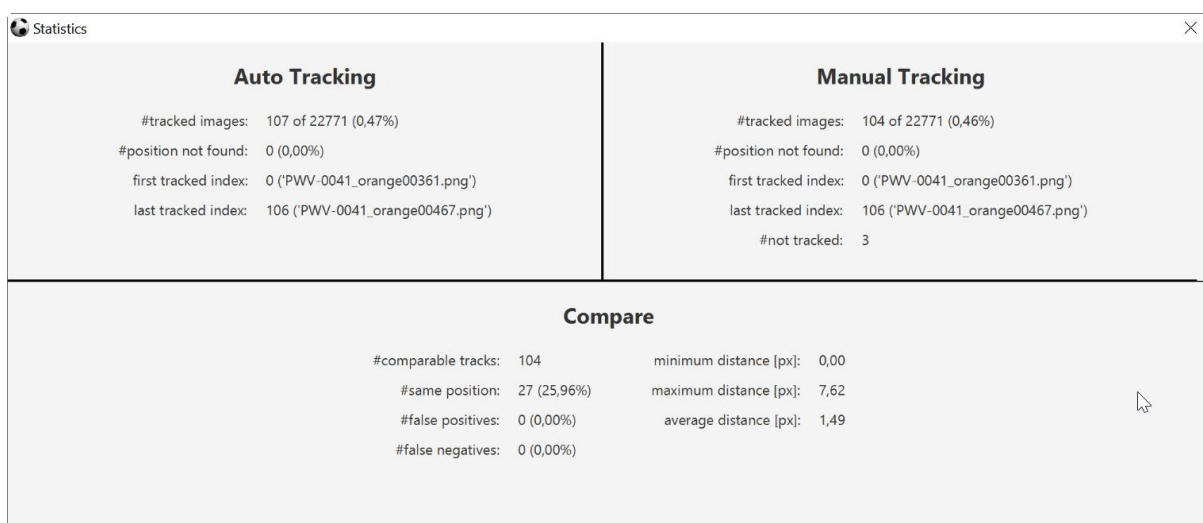 Statistics
Auto Tracking
#tracked images: 107 of 22771 (0,47%)
#position not found: 0 (0,00%)
first tracked index: 0 ('PWV-0041_orange00361.png')
last tracked index: 106 ('PWV-0041_orange00467.png')
Manual Tracking
#tracked images: 104 of 22771 (0,46%)
#position not found: 0 (0,00%)
first tracked index: 0 ('PWV-0041_orange00361.png')
last tracked index: 106 ('PWV-0041_orange00467.png')
#not tracked: 3
Compare
#comparable tracks: 104
#same position: 27 (25,96%)
#false positives: 0 (0,00%)
#false negatives: 0 (0,00%)
minimum distance [px]: 0,00
maximum distance [px]: 7,62
average distance [px]: 1,49